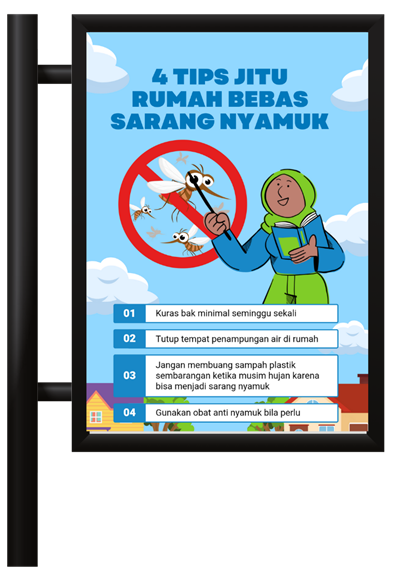 4 TIPS JITU
RUMAH BEBAS
SARANG NYAMUK
01 Kuras bak minimal seminggu sekali
02 Tutup tempat penampungan air di rumah
03 Jangan membuang sampah plastik
sembarangan ketika musim hujan karena
bisa menjadi sarang nyamuk
04 Gunakan obat anti nyamuk bila perlu